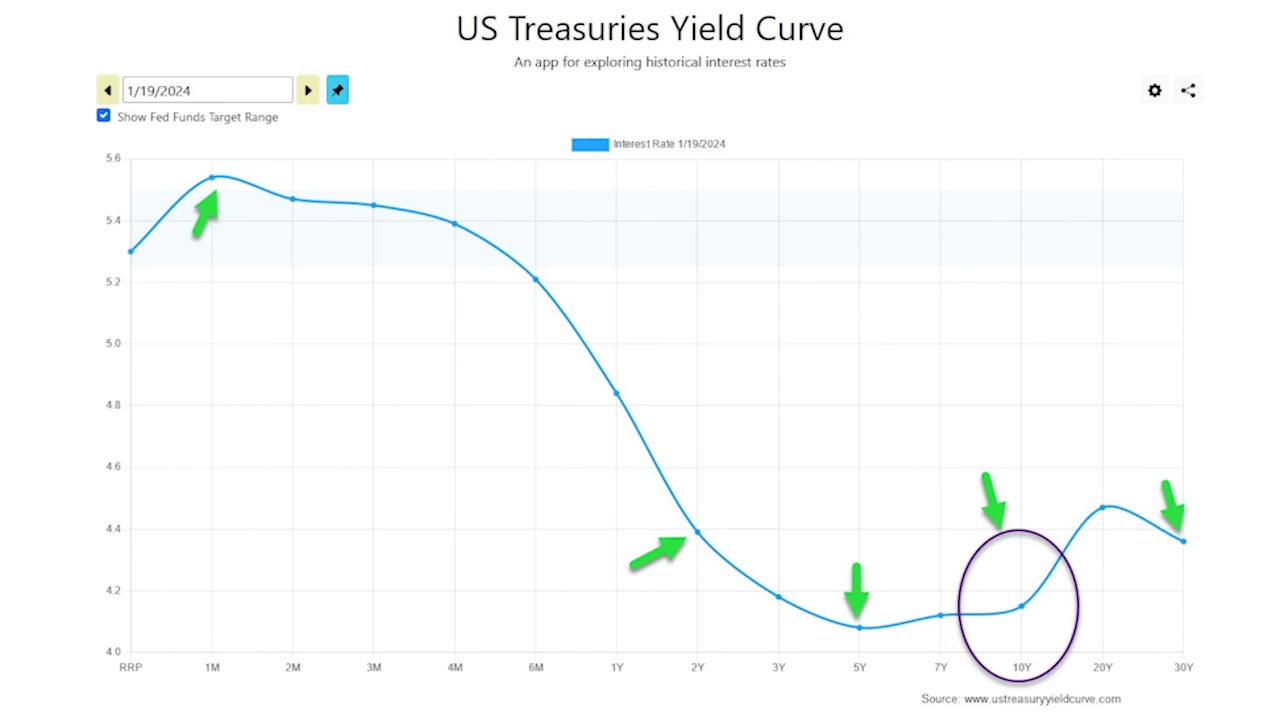 US Treasuries Yield Curve
An app for exploring historical interest rates
1/19/2024
Show Fed Funds Target Range
Interest Rate 1/19/2024
5.6
5.4
5.2
5.0
4.8
4.6
4.4
4.2
4.0
RRP 1M 2M 3M 4M 6M 1Y 2Y 3Y 5Y 7Y 10Y 20Y 30Y
Source: www.ustreasuryyieldcurve.com